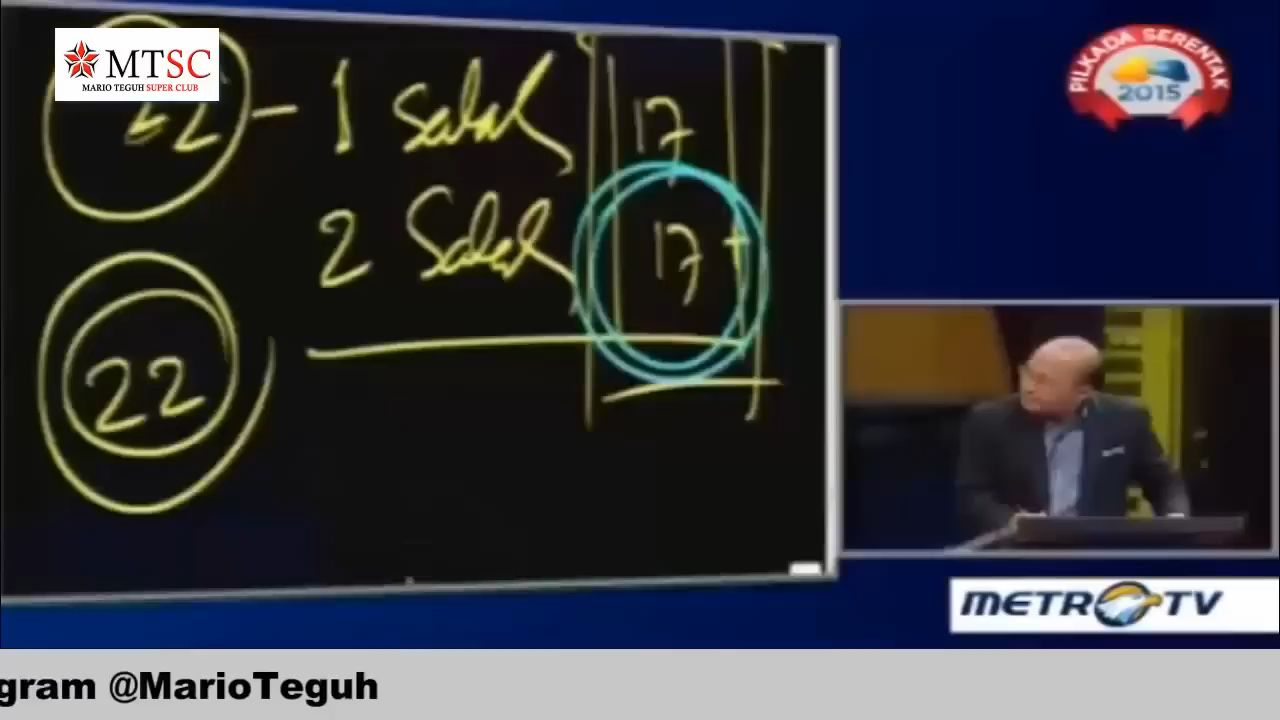 MTSC
MARIO TEGUH SUPER CLUB
22 - 1 Salah 17
2 Salah 17
22
PILKADA SERENTAK
2015
METRO TV
gram @MarioTeguh